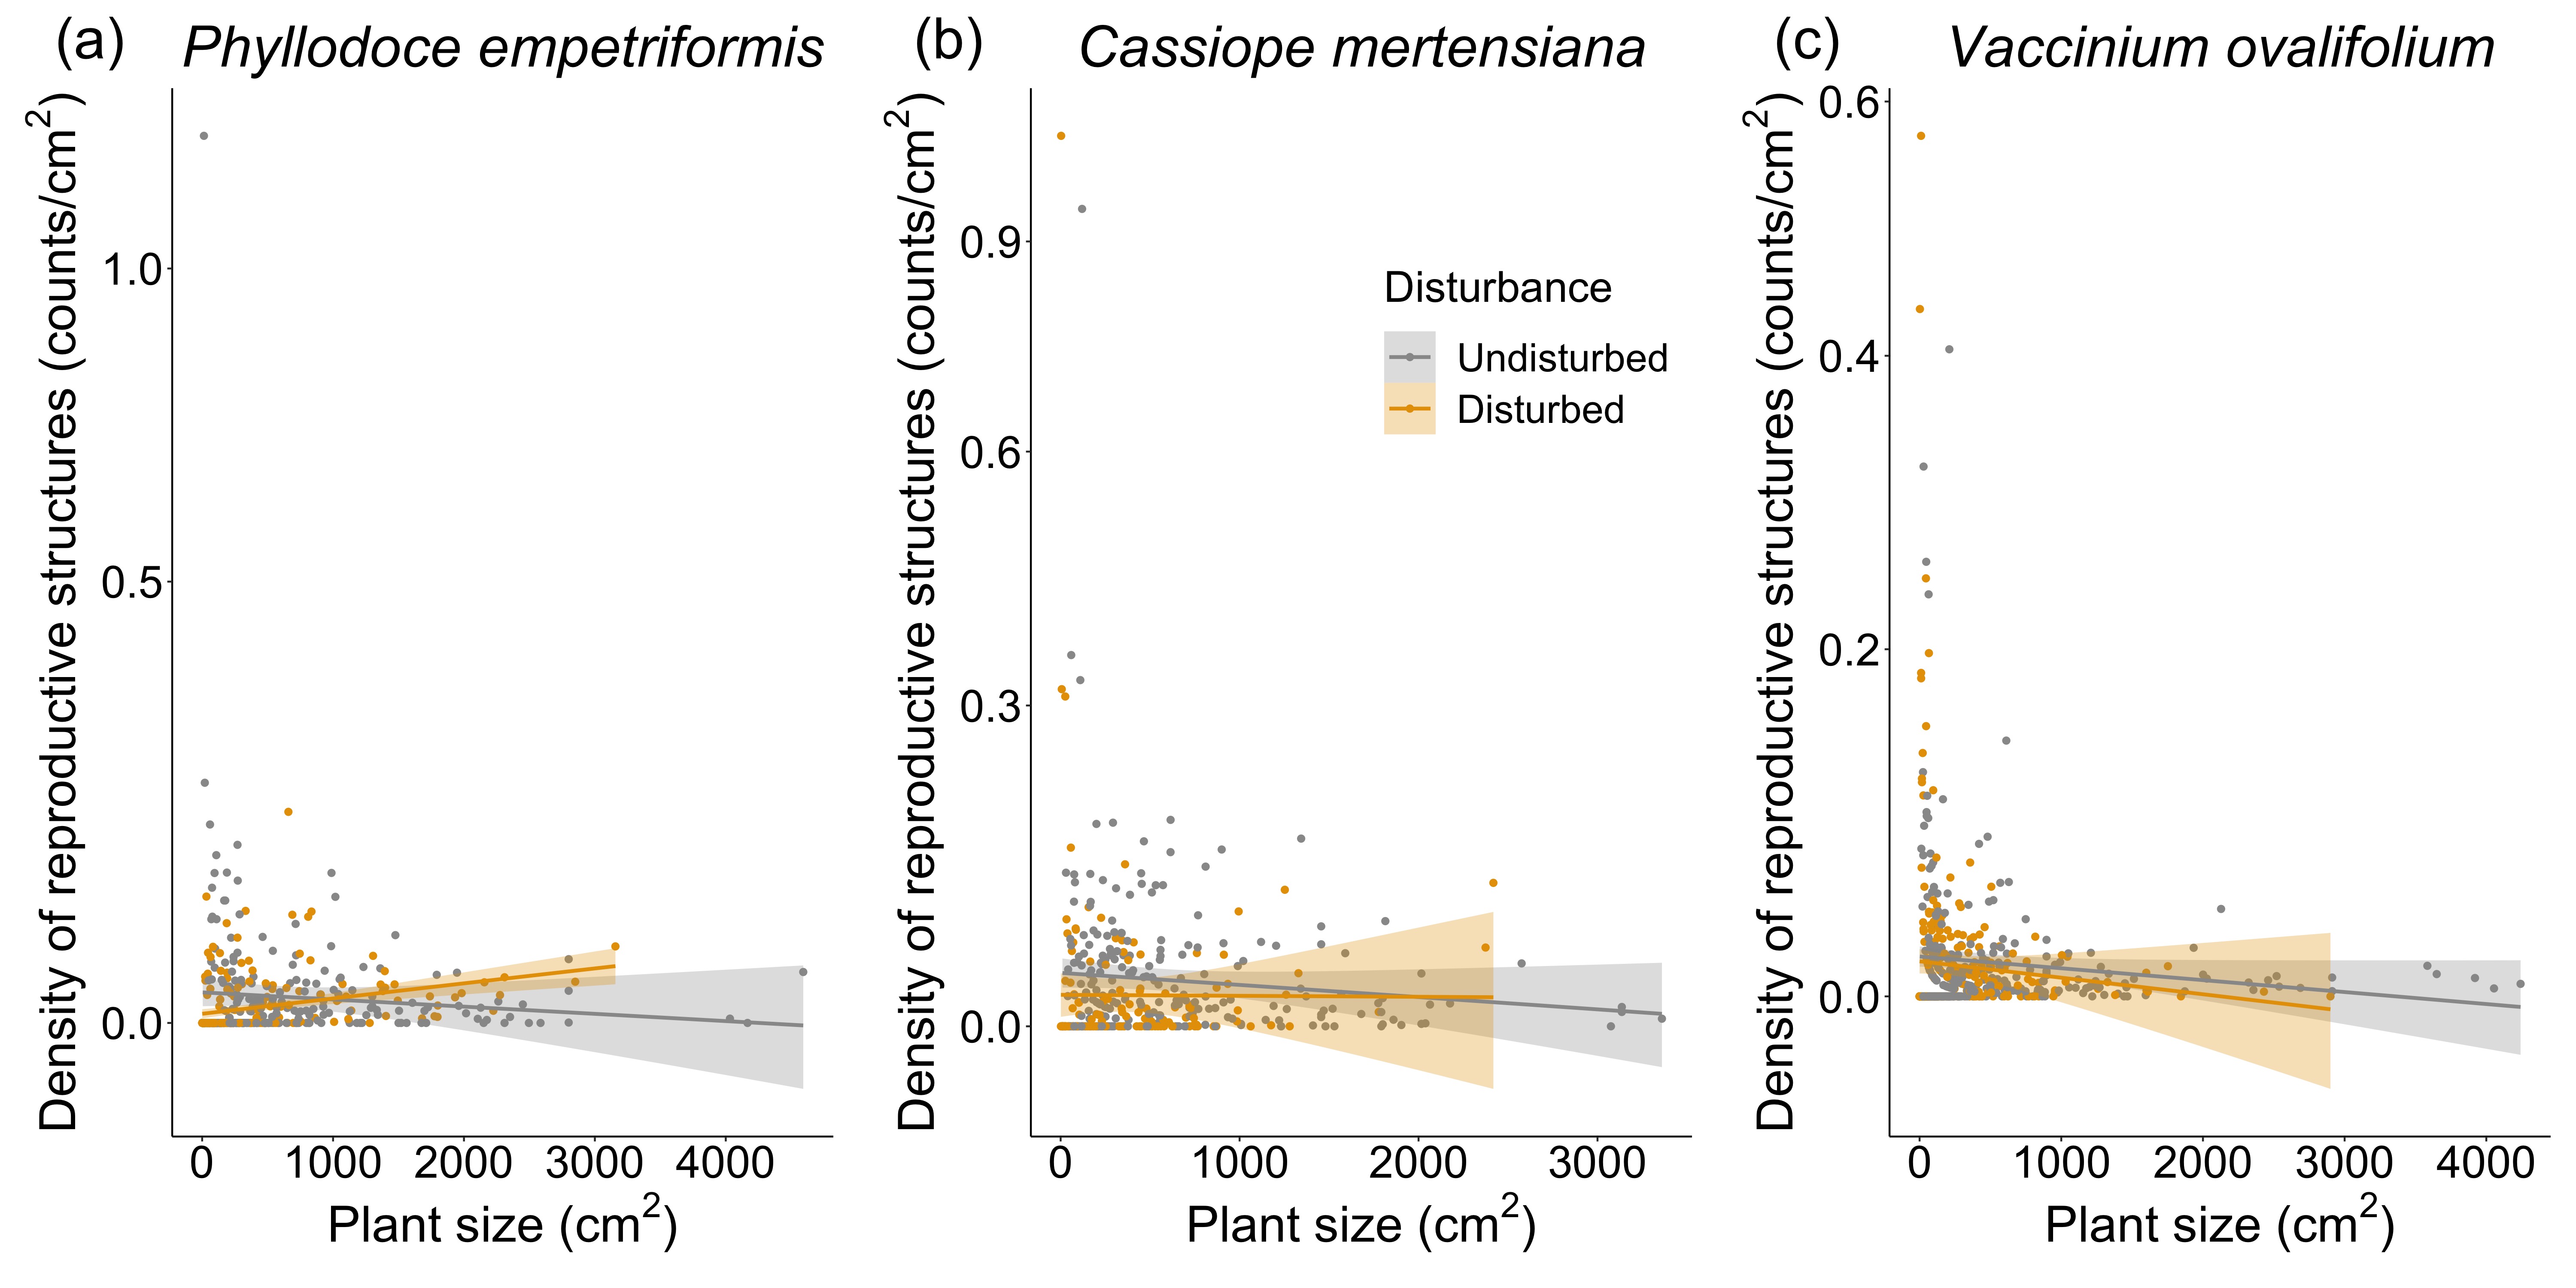 (a) Phyllodoce empetriformis
Density of reproductive structures (counts/cm²)
1.0
0.5
0.0
0 1000 2000 3000 4000
Plant size (cm²)
(b) Cassiope mertensiana
Density of reproductive structures (counts/cm²)
0.9
0.6
0.3
0.0
Disturbance
Undisturbed
Disturbed
0 1000 2000 3000
Plant size (cm²)
(c) Vaccinium ovalifolium
Density of reproductive structures (counts/cm²)
0.6
0.4
0.2
0.0
0 1000 2000 3000 4000
Plant size (cm²)